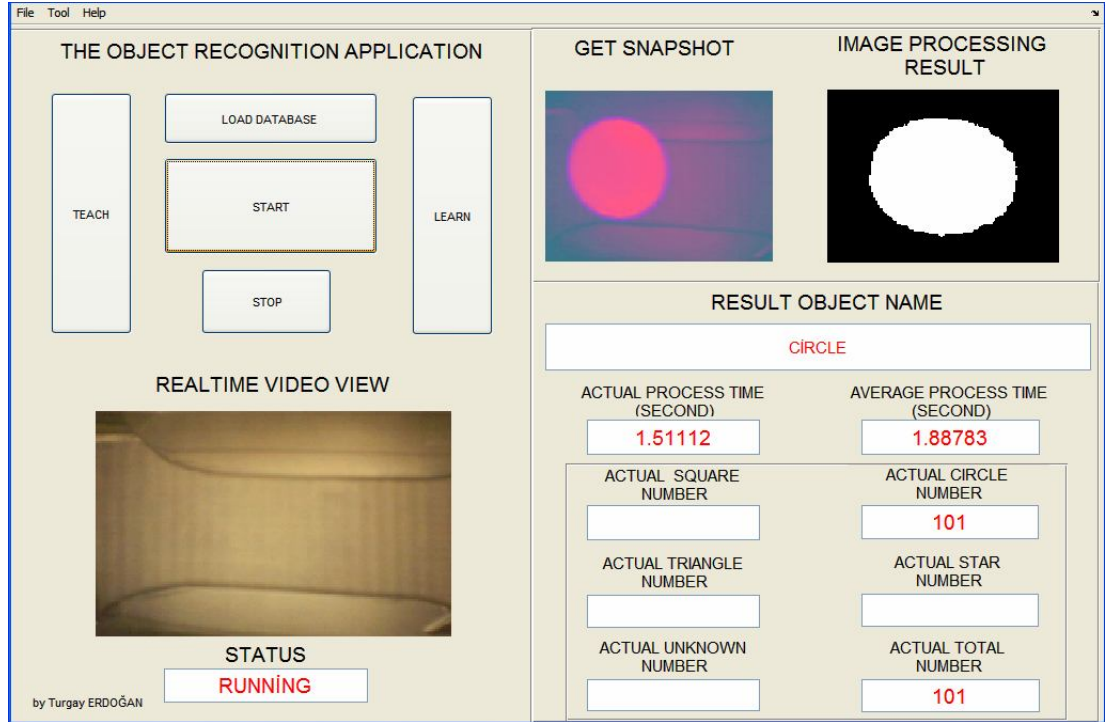 File Tool Help
THE OBJECT RECOGNITION APPLICATION
TEACH
LOAD DATABASE
START
STOP
LEARN
REALTIME VIDEO VIEW
STATUS
RUNNİNG
by Turgay ERDOĞAN
GET SNAPSHOT
IMAGE PROCESSING
RESULT
RESULT OBJECT NAME
CİRCLE
ACTUAL PROCESS TIME
(SECOND)
1.51112
AVERAGE PROCESS TIME
(SECOND)
1.88783
ACTUAL SQUARE
NUMBER
ACTUAL CIRCLE
NUMBER
101
ACTUAL TRIANGLE
NUMBER
ACTUAL STAR
NUMBER
ACTUAL UNKNOWN
NUMBER
ACTUAL TOTAL
NUMBER
101